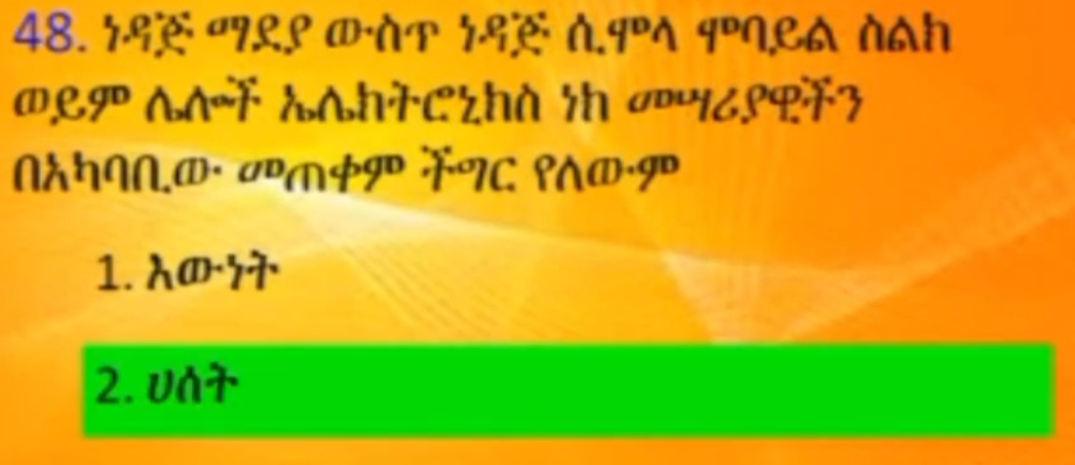 48. ነዳጅ ማደያ ውስጥ ነዳጅ ሲሞላ ሞባይል ስልክ
ወይም ሌሎች ኤሌክትሮኒክስ ነክ መሣሪያዎችን
በአካባቢው መጠቀም ችግር የለውም
1. እውነት
2. ሀሰት